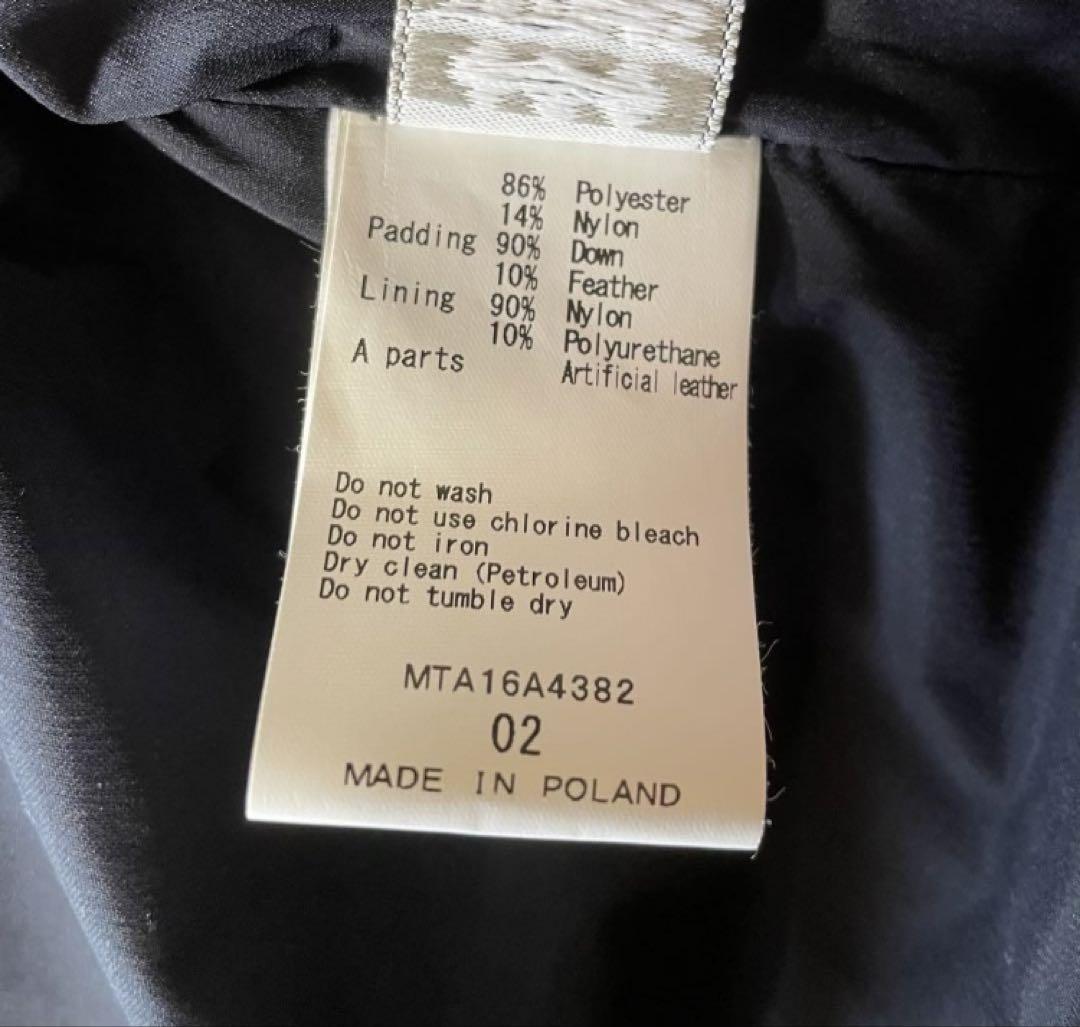 86% Polyester
14% Nylon
Padding 90% Down
10% Feather
Lining 90% Nylon
10% Polyurethane
A parts Artificial leather
Do not wash
Do not use chlorine bleach
Do not iron
Dry clean (Petroleum)
Do not tumble dry
MTA16A4382
02
MADE IN POLAND